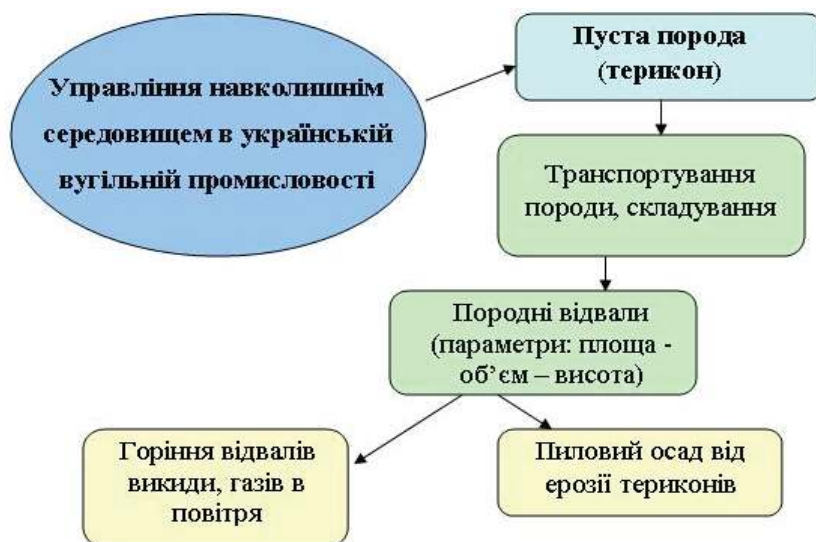 Управління навколишнім
середовищем в українській
вугільній промисловості
Пуста порода
(терикон)
Транспортування
породи, складування
Породні відвали
(параметри: площа -
об’єм – висота)
Горіння відвалів
викиди, газів в
повітря
Пиловий осад від
ерозії териконів